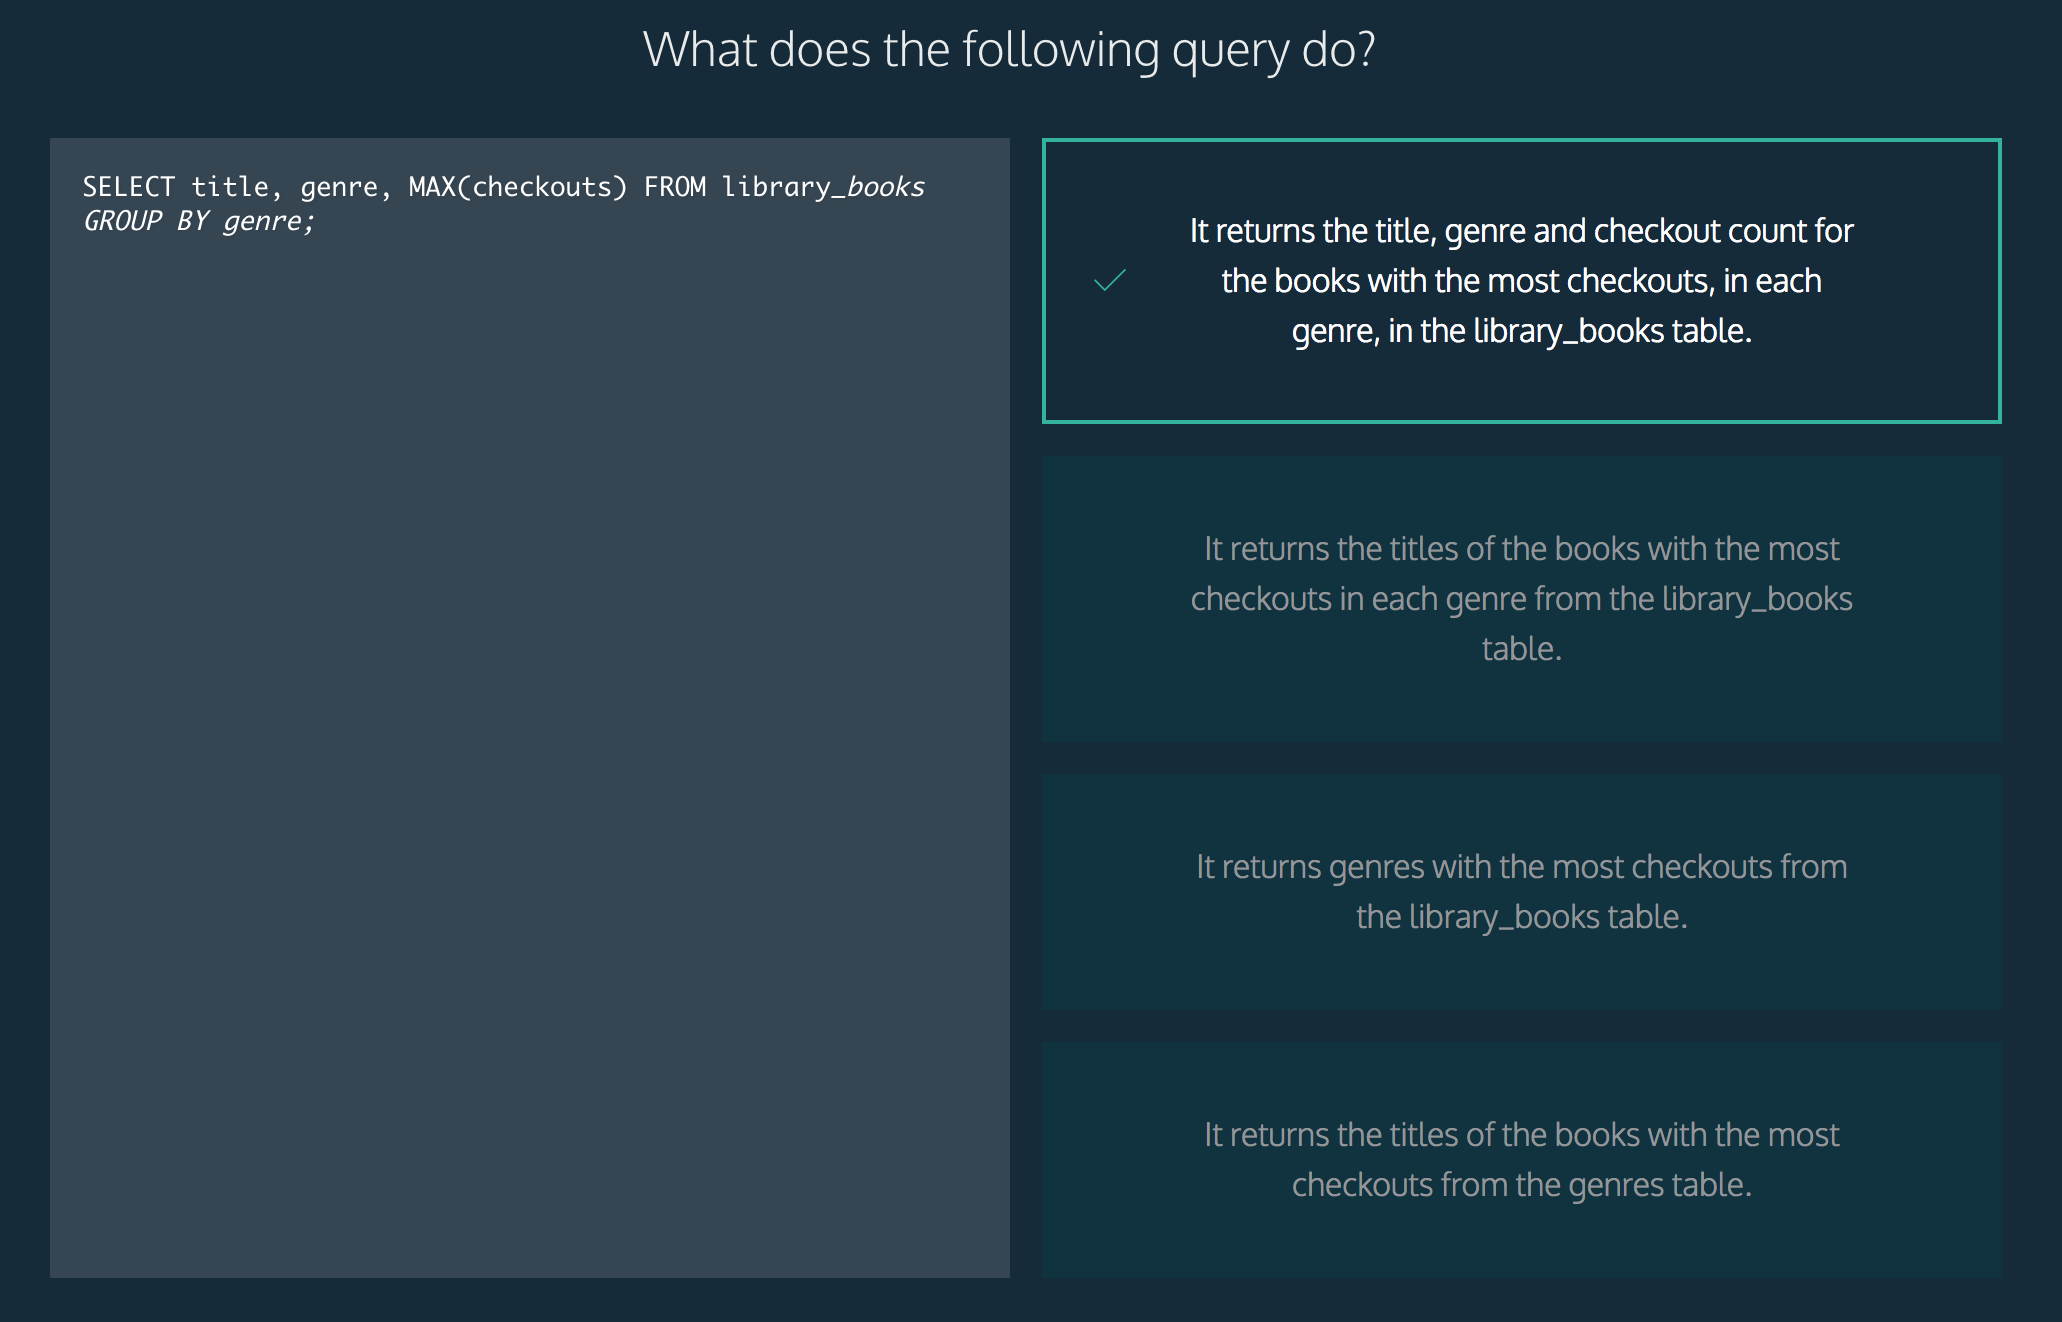 What does the following query do?
SELECT title, genre, MAX(checkouts) FROM library_books
GROUP BY genre;
It returns the title, genre and checkout count for
the books with the most checkouts, in each
genre, in the library_books table.
It returns the titles of the books with the most
checkouts in each genre from the library_books
table.
It returns genres with the most checkouts from
the library_books table.
It returns the titles of the books with the most
checkouts from the genres table.